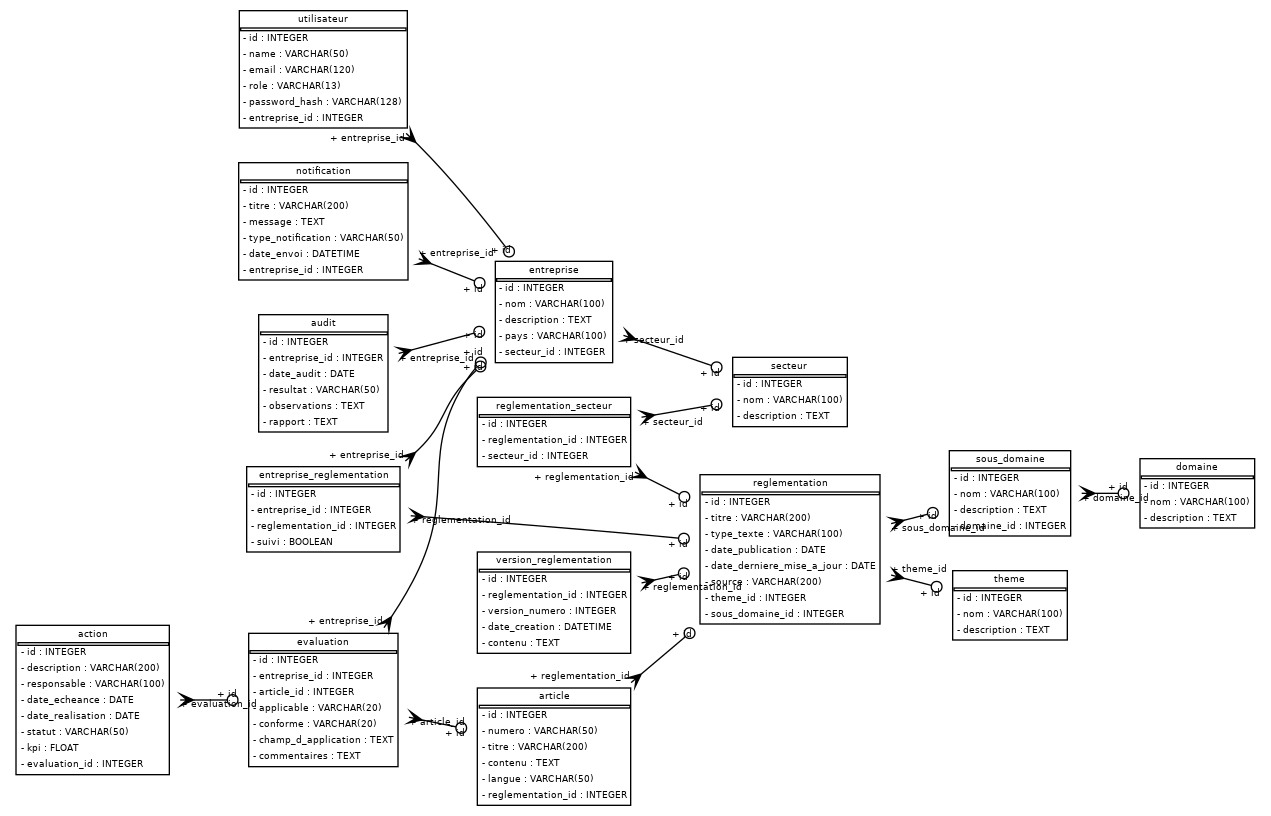 utilisateur
- id : INTEGER
- name : VARCHAR(50)
- email : VARCHAR(120)
- role : VARCHAR(13)
- password_hash : VARCHAR(128)
- entreprise_id : INTEGER
+ entreprise_id
+ id
notification
- id : INTEGER
- titre : VARCHAR(200)
- message : TEXT
- type_notification : VARCHAR(50)
- date_envoi : DATETIME
- entreprise_id : INTEGER
+ entreprise_id
+ id
entreprise
- id : INTEGER
- nom : VARCHAR(100)
- description : TEXT
- pays : VARCHAR(100)
- secteur_id : INTEGER
+ secteur_id
+ id
audit
- id : INTEGER
- entreprise_id : INTEGER
- date_audit : DATE
- resultat : VARCHAR(50)
- observations : TEXT
- rapport : TEXT
+ entreprise_id
+ id
+ id
+ id
secteur
- id : INTEGER
- nom : VARCHAR(100)
- description : TEXT
reglementation_secteur
- id : INTEGER
- reglementation_id : INTEGER
- secteur_id : INTEGER
+ secteur_id
+ id
+ reglementation_id
+ id
entreprise_reglementation
- id : INTEGER
- entreprise_id : INTEGER
- reglementation_id : INTEGER
- suivi : BOOLEAN
+ entreprise_id
+ reglementation_id
+ id
reglementation
- id : INTEGER
- titre : VARCHAR(200)
- type_texte : VARCHAR(100)
- date_publication : DATE
- date_derniere_mise_a_jour : DATE
- source : VARCHAR(200)
- theme_id : INTEGER
- sous_domaine_id : INTEGER
+ sous_domaine_id
+ id
+ theme_id
+ id
sous_domaine
- id : INTEGER
- nom : VARCHAR(100)
- description : TEXT
- domaine_id : INTEGER
+ domaine_id
+ id
domaine
- id : INTEGER
- nom : VARCHAR(100)
- description : TEXT
theme
- id : INTEGER
- nom : VARCHAR(100)
- description : TEXT
version_reglementation
- id : INTEGER
- reglementation_id : INTEGER
- version_numero : INTEGER
- date_creation : DATETIME
- contenu : TEXT
+ reglementation_id
+ id
action
- id : INTEGER
- description : VARCHAR(200)
- responsable : VARCHAR(100)
- date_echeance : DATE
- date_realisation : DATE
- statut : VARCHAR(50)
- kpi : FLOAT
- evaluation_id : INTEGER
+ evaluation_id
+ id
+ entreprise_id
evaluation
- id : INTEGER
- entreprise_id : INTEGER
- article_id : INTEGER
- applicable : VARCHAR(20)
- conforme : VARCHAR(20)
- champ_d_application : TEXT
- commentaires : TEXT
+ article_id
+ id
+ reglementation_id
+ id
article
- id : INTEGER
- numero : VARCHAR(50)
- titre : VARCHAR(200)
- contenu : TEXT
- langue : VARCHAR(50)
- reglementation_id : INTEGER